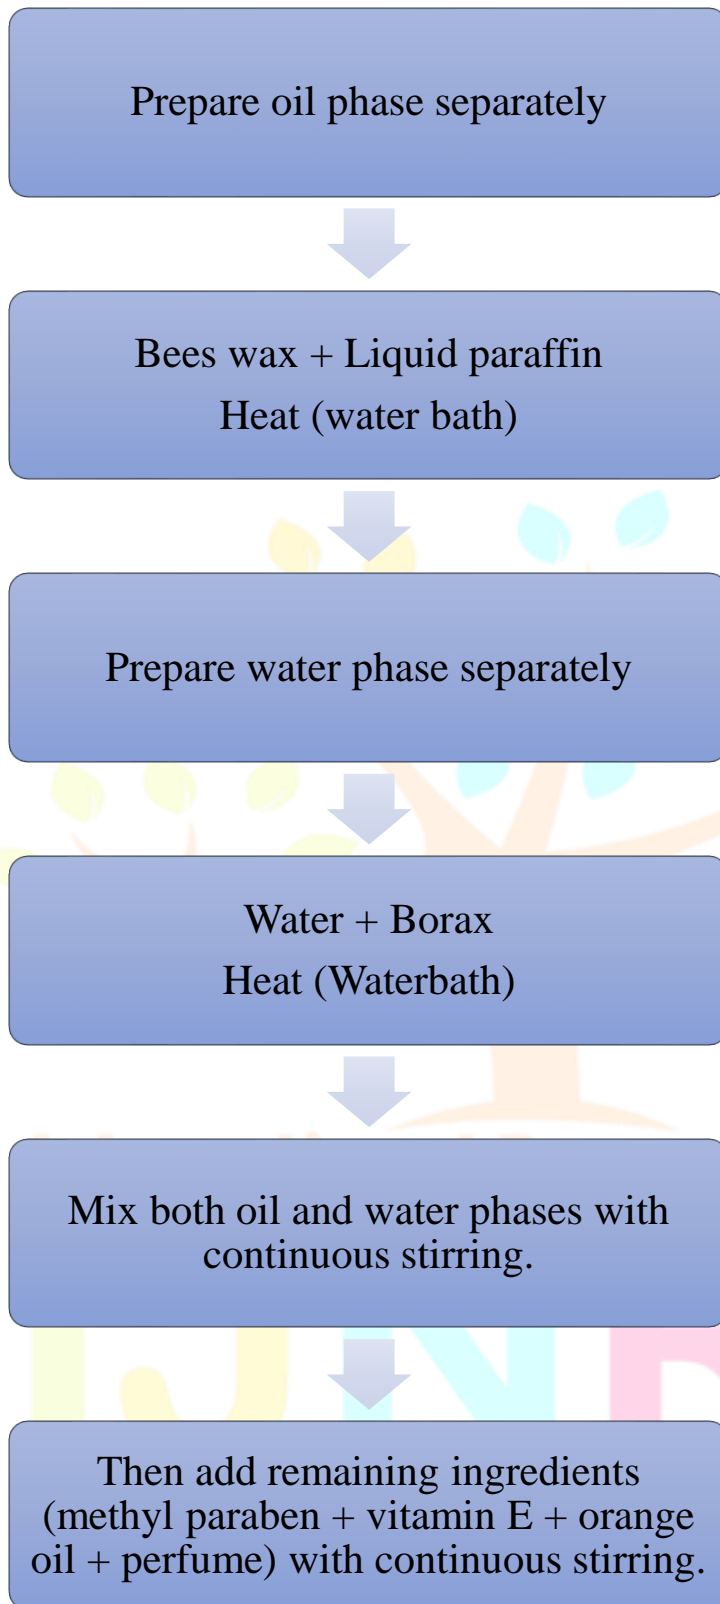 Prepare oil phase separately
Bees wax + Liquid paraffin
Heat (water bath)
Prepare water phase separately
Water + Borax
Heat (Waterbath)
Mix both oil and water phases with
continuous stirring.
Then add remaining ingredients
(methyl paraben + vitamin E + orange
oil + perfume) with continuous stirring.